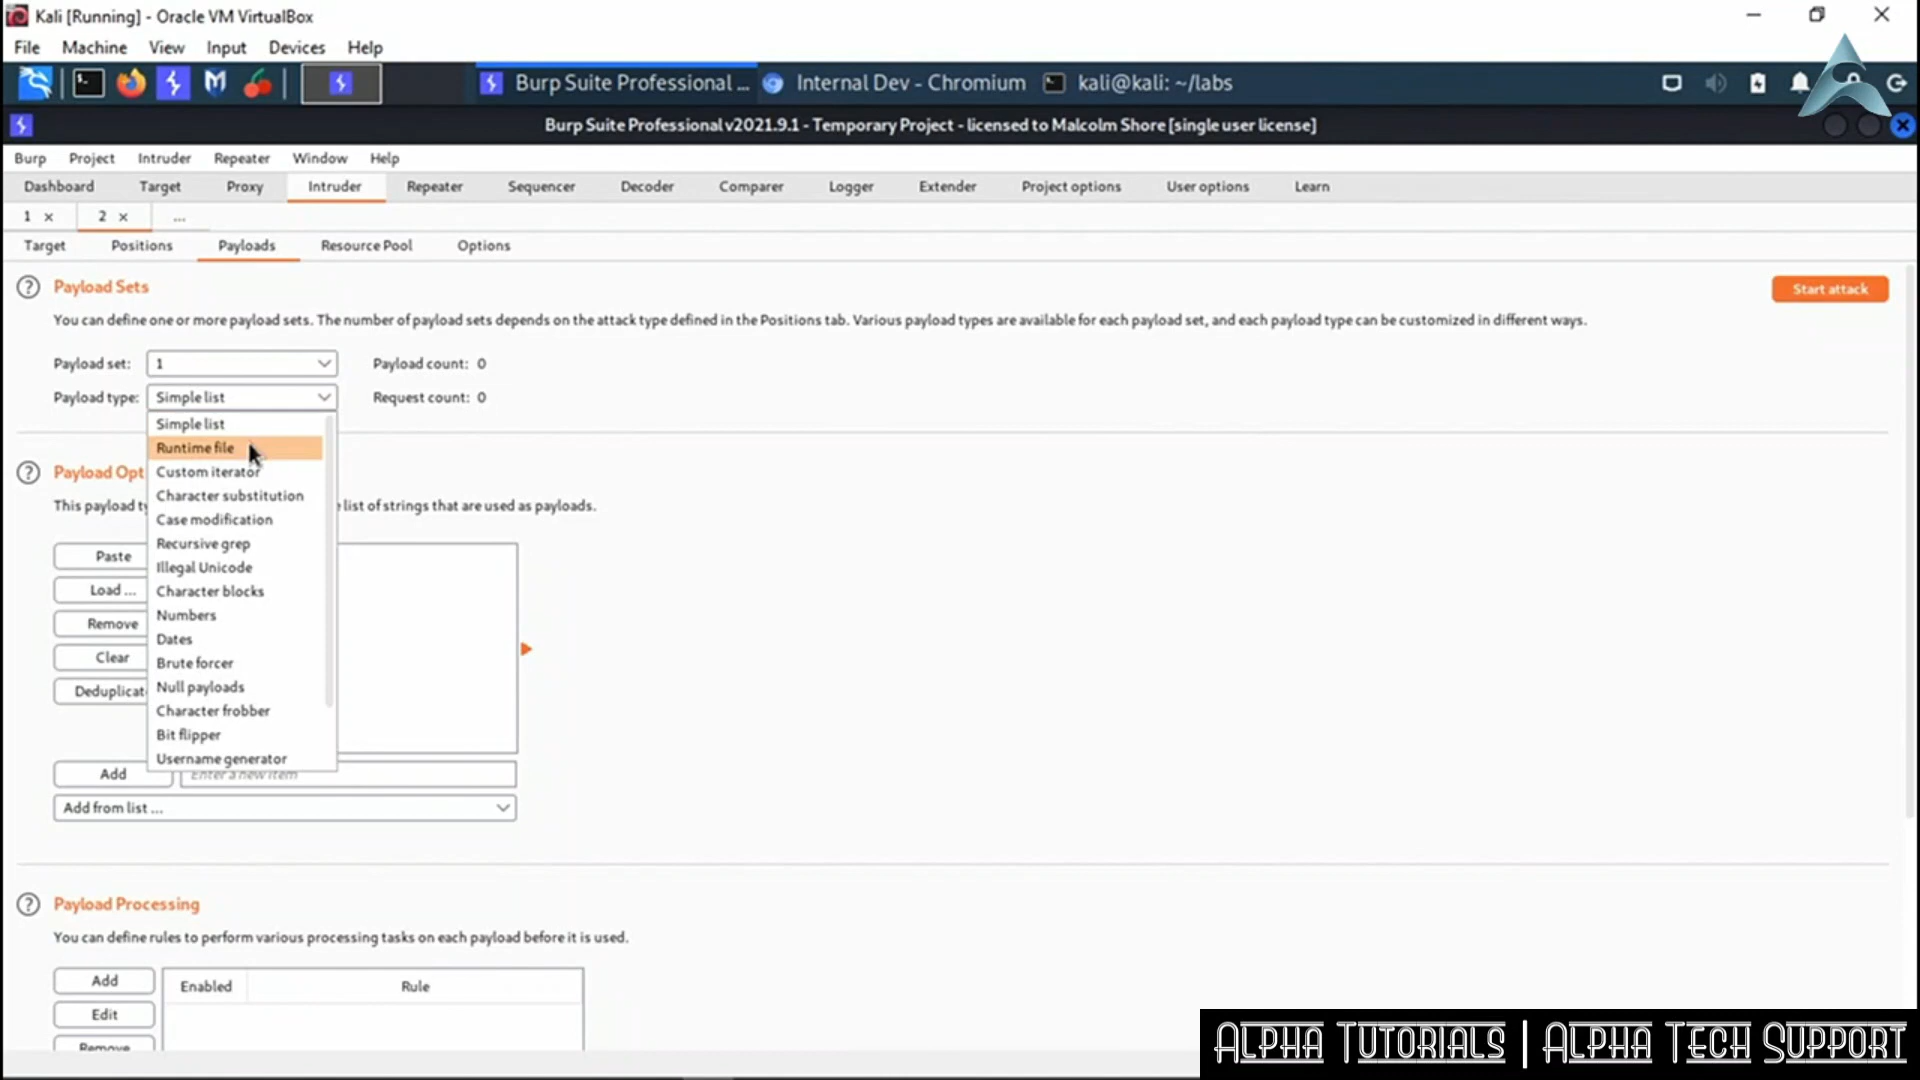 Kali [Running] - Oracle VM VirtualBox
File Machine View Input Devices Help
Burp Suite Professional ... Internal Dev - Chromium kali@kali: ~/labs
Burp Suite Professional v2021.9.1 - Temporary Project - licensed to Malcolm Shore [single user license]
Burp Project Intruder Repeater Window Help
Dashboard Target Proxy Intruder Repeater Sequencer Decoder Comparer Logger Extender Project options User options Learn
1 × 2 × ...
Target Positions Payloads Resource Pool Options
? Payload Sets Start attack
You can define one or more payload sets. The number of payload sets depends on the attack type defined in the Positions tab. Various payload types are available for each payload set, and each payload type can be customized in different ways.
Payload set: 1 Payload count: 0
Payload type: Simple list Request count: 0
Simple list
Runtime file
Custom iterator
Character substitution
Case modification
Recursive grep
Illegal Unicode
Character blocks
Numbers
Dates
Brute forcer
Null payloads
Character frobber
Bit flipper
Username generator
? Payload Opt
This payload ty list of strings that are used as payloads.
Paste
Load ...
Remove
Clear
Deduplicat
Add Enter a new item
Add from list ...
? Payload Processing
You can define rules to perform various processing tasks on each payload before it is used.
Add Enabled Rule
Edit
Remove
Alpha Tutorials | Alpha Tech Support